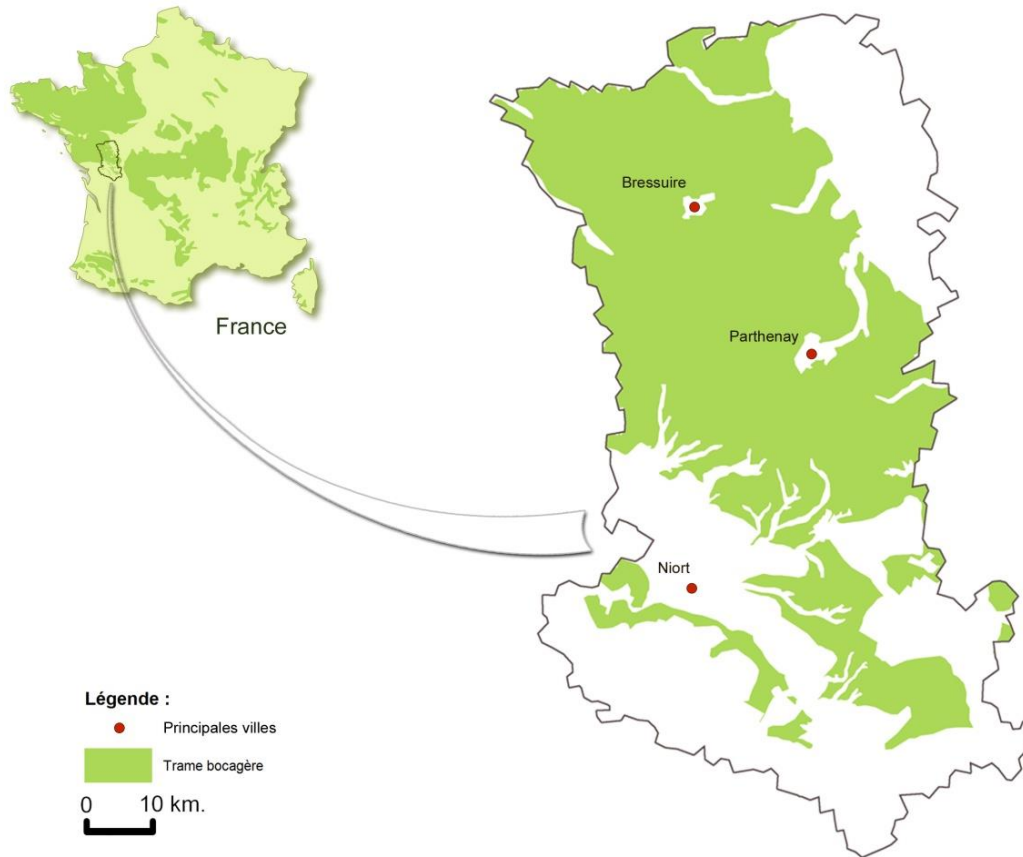 France
Bressuire
Parthenay
Niort
Légende :
Principales villes
Trame bocagère
0 10 km.